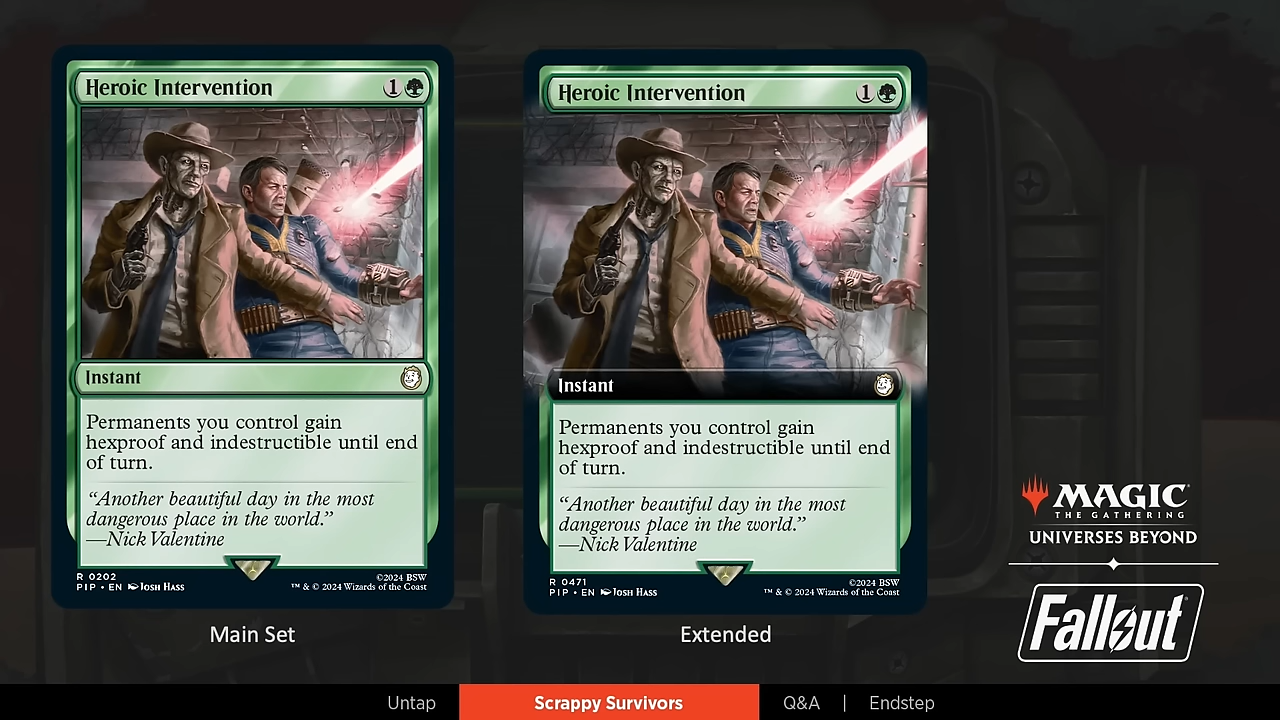 Heroic Intervention 1
Instant
Permanents you control gain
hexproof and indestructible until end
of turn.
“Another beautiful day in the most
dangerous place in the world.”
—Nick Valentine
R 0202
PIP • EN Josh Hass
©2024 BSW
™ & © 2024 Wizards of the Coast
Main Set
Heroic Intervention 1
Instant
Permanents you control gain
hexproof and indestructible until end
of turn.
“Another beautiful day in the most
dangerous place in the world.”
—Nick Valentine
R 0471
PIP • EN Josh Hass
©2024 BSW
™ & © 2024 Wizards of the Coast
Extended
MAGIC
THE GATHERING
UNIVERSES BEYOND
Fallout
Untap Scrappy Survivors Q&A | Endstep